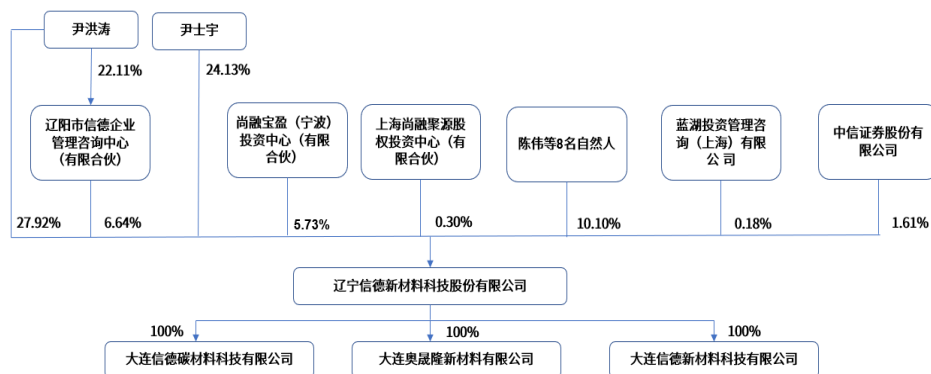 尹洪涛
尹士宇
22.11%
24.13%
辽阳市信德企业
管理咨询中心
（有限合伙）
尚融宝盈（宁波）
投资中心（有限
合伙）
上海尚融聚源股
权投资中心（有
限合伙）
陈伟等8名自然人
蓝湖投资管理咨
询（上海）有限
公 司
中信证券股份有
限公司
27.92%
6.64%
5.73%
0.30%
10.10%
0.18%
1.61%
辽宁信德新材料科技股份有限公司
100%
100%
100%
大连信德碳材料科技有限公司
大连奥晟隆新材料有限公司
大连信德新材料科技有限公司